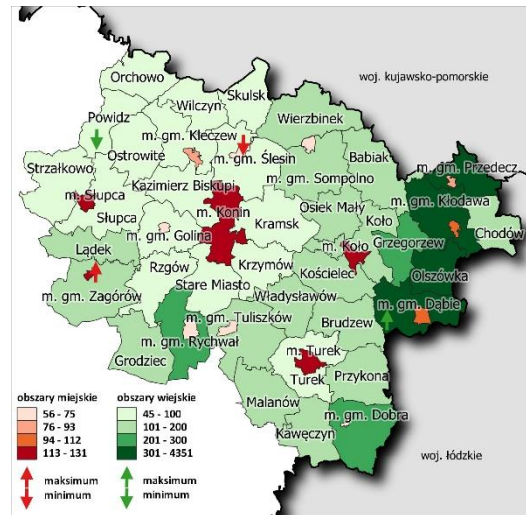 Orchowo
Skulsk
woj. kujawsko-pomorskie
Wilczyn
Wierzbinek
Powidz
m. gm. Kleczew
Ostrowite
m. gm. Ślesin
Babiak
m. gm. Przedecz
Strzałkowo
Kazimierz Biskupi
m. gm. Sompolno
m. Słupca
m. gm. Kłodawa
Słupca
m. Konin
Osiek Mały
m. gm. Golina
Kramsk
Koło
Chodów
Lądek
m. Koło
Grzegorzew
Rzgów
Krzymów
Kościelec
Olszówka
m. gm. Zagórów
Stare Miasto
Władysławów
m. gm. Dąbie
m. gm. Tuliszków
Brudzew
m. gm. Rychwał
m. Turek
Grodziec
Turek
Przykona
Malanów
m. gm. Dobra
Kawęczyn
woj. łódzkie
obszary miejskie
56 - 75
76 - 93
94 - 112
113 - 131
maksimum
minimum
obszary wiejskie
45 - 100
101 - 200
201 - 300
301 - 4351
maksimum
minimum